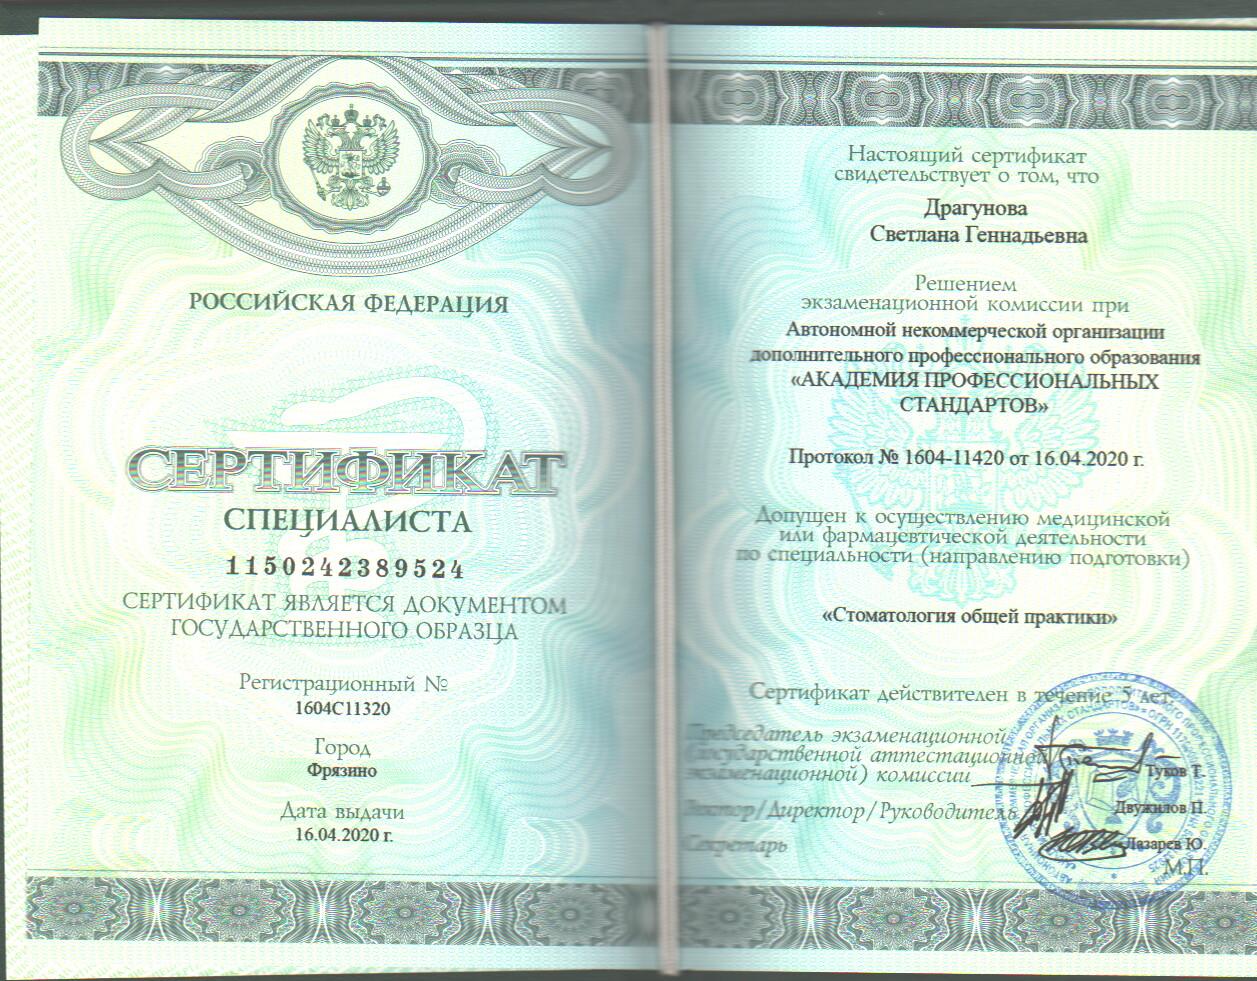 РОССИЙСКАЯ ФЕДЕРАЦИЯ
СЕРТИФИКАТ
СПЕЦИАЛИСТА
1150242389524
СЕРТИФИКАТ ЯВЛЯЕТСЯ ДОКУМЕНТОМ
ГОСУДАРСТВЕННОГО ОБРАЗЦА
Регистрационный №
1604С11320
Город
Фрязино
Дата выдачи
16.04.2020 г.
Настоящий сертификат
свидетельствует о том, что
Драгунова
Светлана Геннадьевна
Решением
экзаменационной комиссии при
Автономной некоммерческой организации
дополнительного профессионального образования
«АКАДЕМИЯ ПРОФЕССИОНАЛЬНЫХ
СТАНДАРТОВ»
Протокол № 1604-11420 от 16.04.2020 г.
Допущен к осуществлению медицинской
или фармацевтической деятельности
по специальности (направлению подготовки)
«Стоматология общей практики»
Сертификат действителен в течение 5 лет
Председатель экзаменационной
(государственной аттестационной
экзаменационной) комиссии
Туков Т.
Ректор/Директор/Руководитель
Двужилов П.
Секретарь
Лазарев Ю.
М.П.